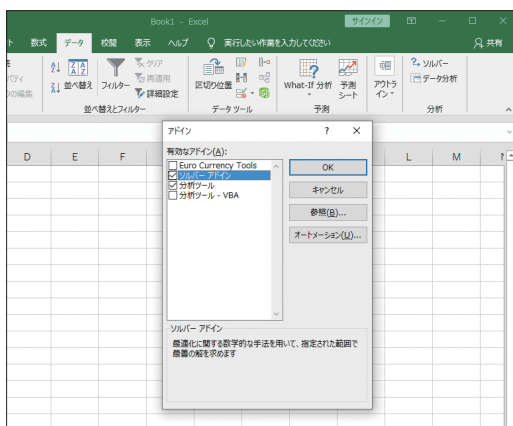 Book1 - Excel
サインイン
ト 数式 データ 校閲 表示 ヘルプ 実行したい作業を入力してください 共有
並べ替え
フィルター
クリア
再適用
詳細設定
区切り位置
What-If 分析
予測
シート
アウトラ
イン
ソルバー
データ分析
パティ
の編集
並べ替えとフィルター
データ ツール
予測
分析
D E F L M
アドイン ? ×
有効なアドイン(A):
Euro Currency Tools
ソルバー アドイン
分析ツール
分析ツール - VBA
OK
キャンセル
参照(B)...
オートメーション(U)...
ソルバー アドイン
最適化に関する数学的な手法を用いて、指定された範囲で
最善の解を求めます